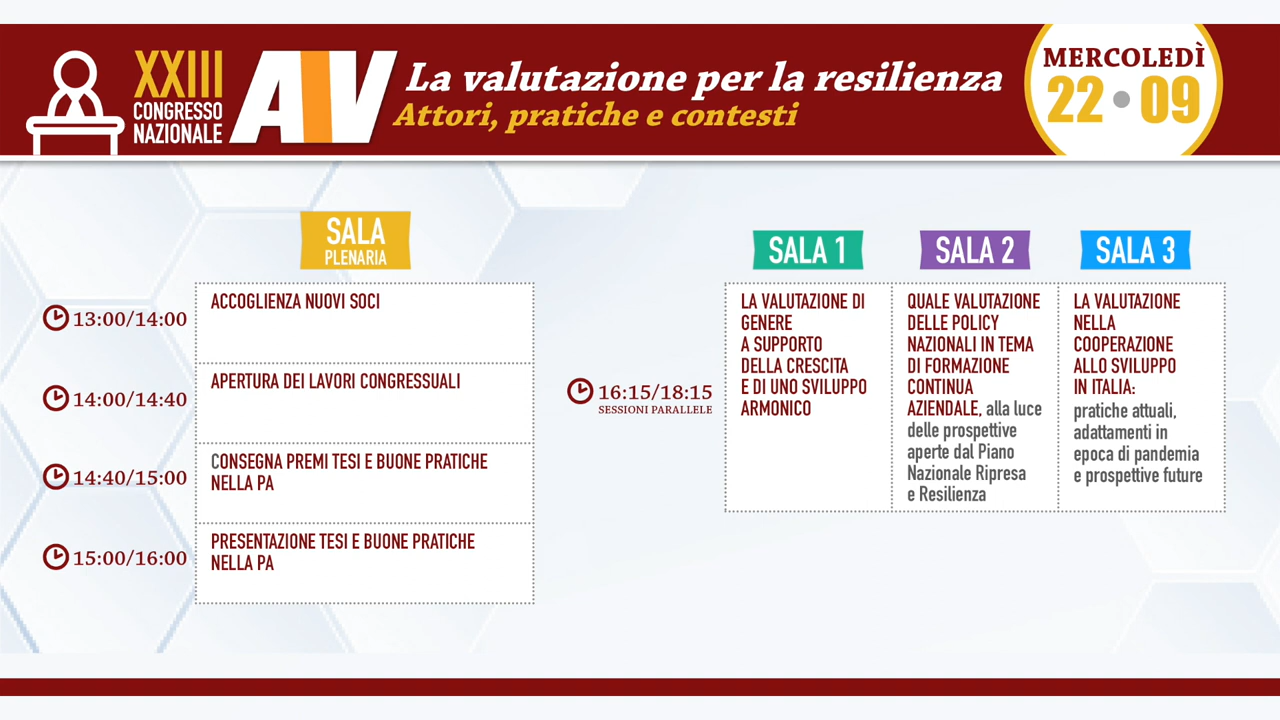 XXIII
CONGRESSO
NAZIONALE
AIV
La valutazione per la resilienza
Attori, pratiche e contesti
MERCOLEDÌ
22 • 09
SALA
PLENARIA
13:00/14:00
ACCOGLIENZA NUOVI SOCI
14:00/14:40
APERTURA DEI LAVORI CONGRESSUALI
14:40/15:00
CONSEGNA PREMI TESI E BUONE PRATICHE
NELLA PA
15:00/16:00
PRESENTAZIONE TESI E BUONE PRATICHE
NELLA PA
16:15/18:15
SESSIONI PARALLELE
SALA 1
LA VALUTAZIONE DI
GENERE
A SUPPORTO
DELLA CRESCITA
E DI UNO SVILUPPO
ARMONICO
SALA 2
QUALE VALUTAZIONE
DELLE POLICY
NAZIONALI IN TEMA
DI FORMAZIONE
CONTINUA
AZIENDALE, alla luce
delle prospettive
aperte dal Piano
Nazionale Ripresa
e Resilienza
SALA 3
LA VALUTAZIONE
NELLA
COOPERAZIONE
ALLO SVILUPPO
IN ITALIA:
pratiche attuali,
adattamenti in
epoca di pandemia
e prospettive future